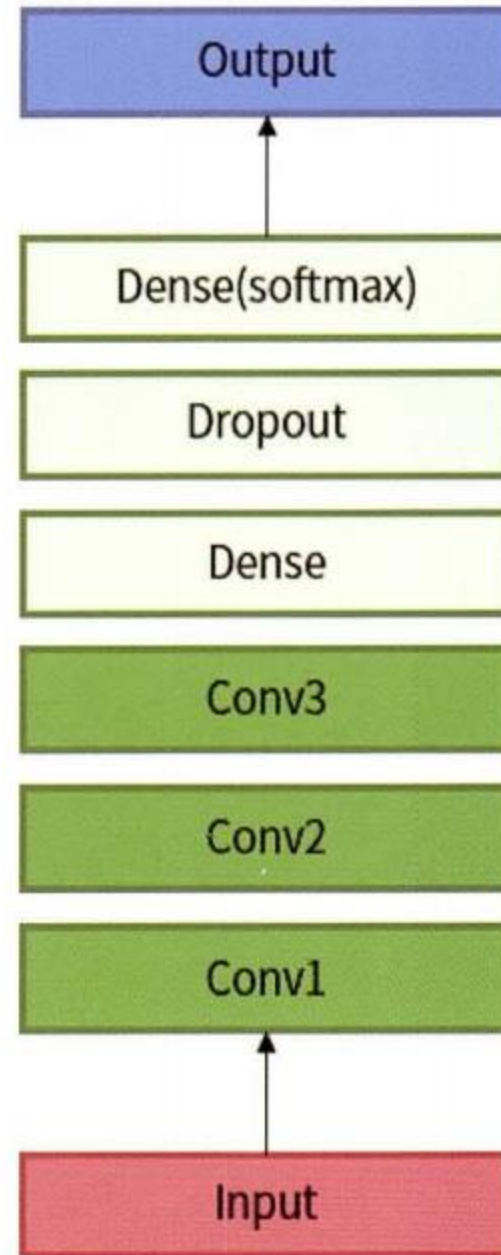 Output
Dense(softmax)
Dropout
Dense
Conv3
Conv2
Conv1
Input